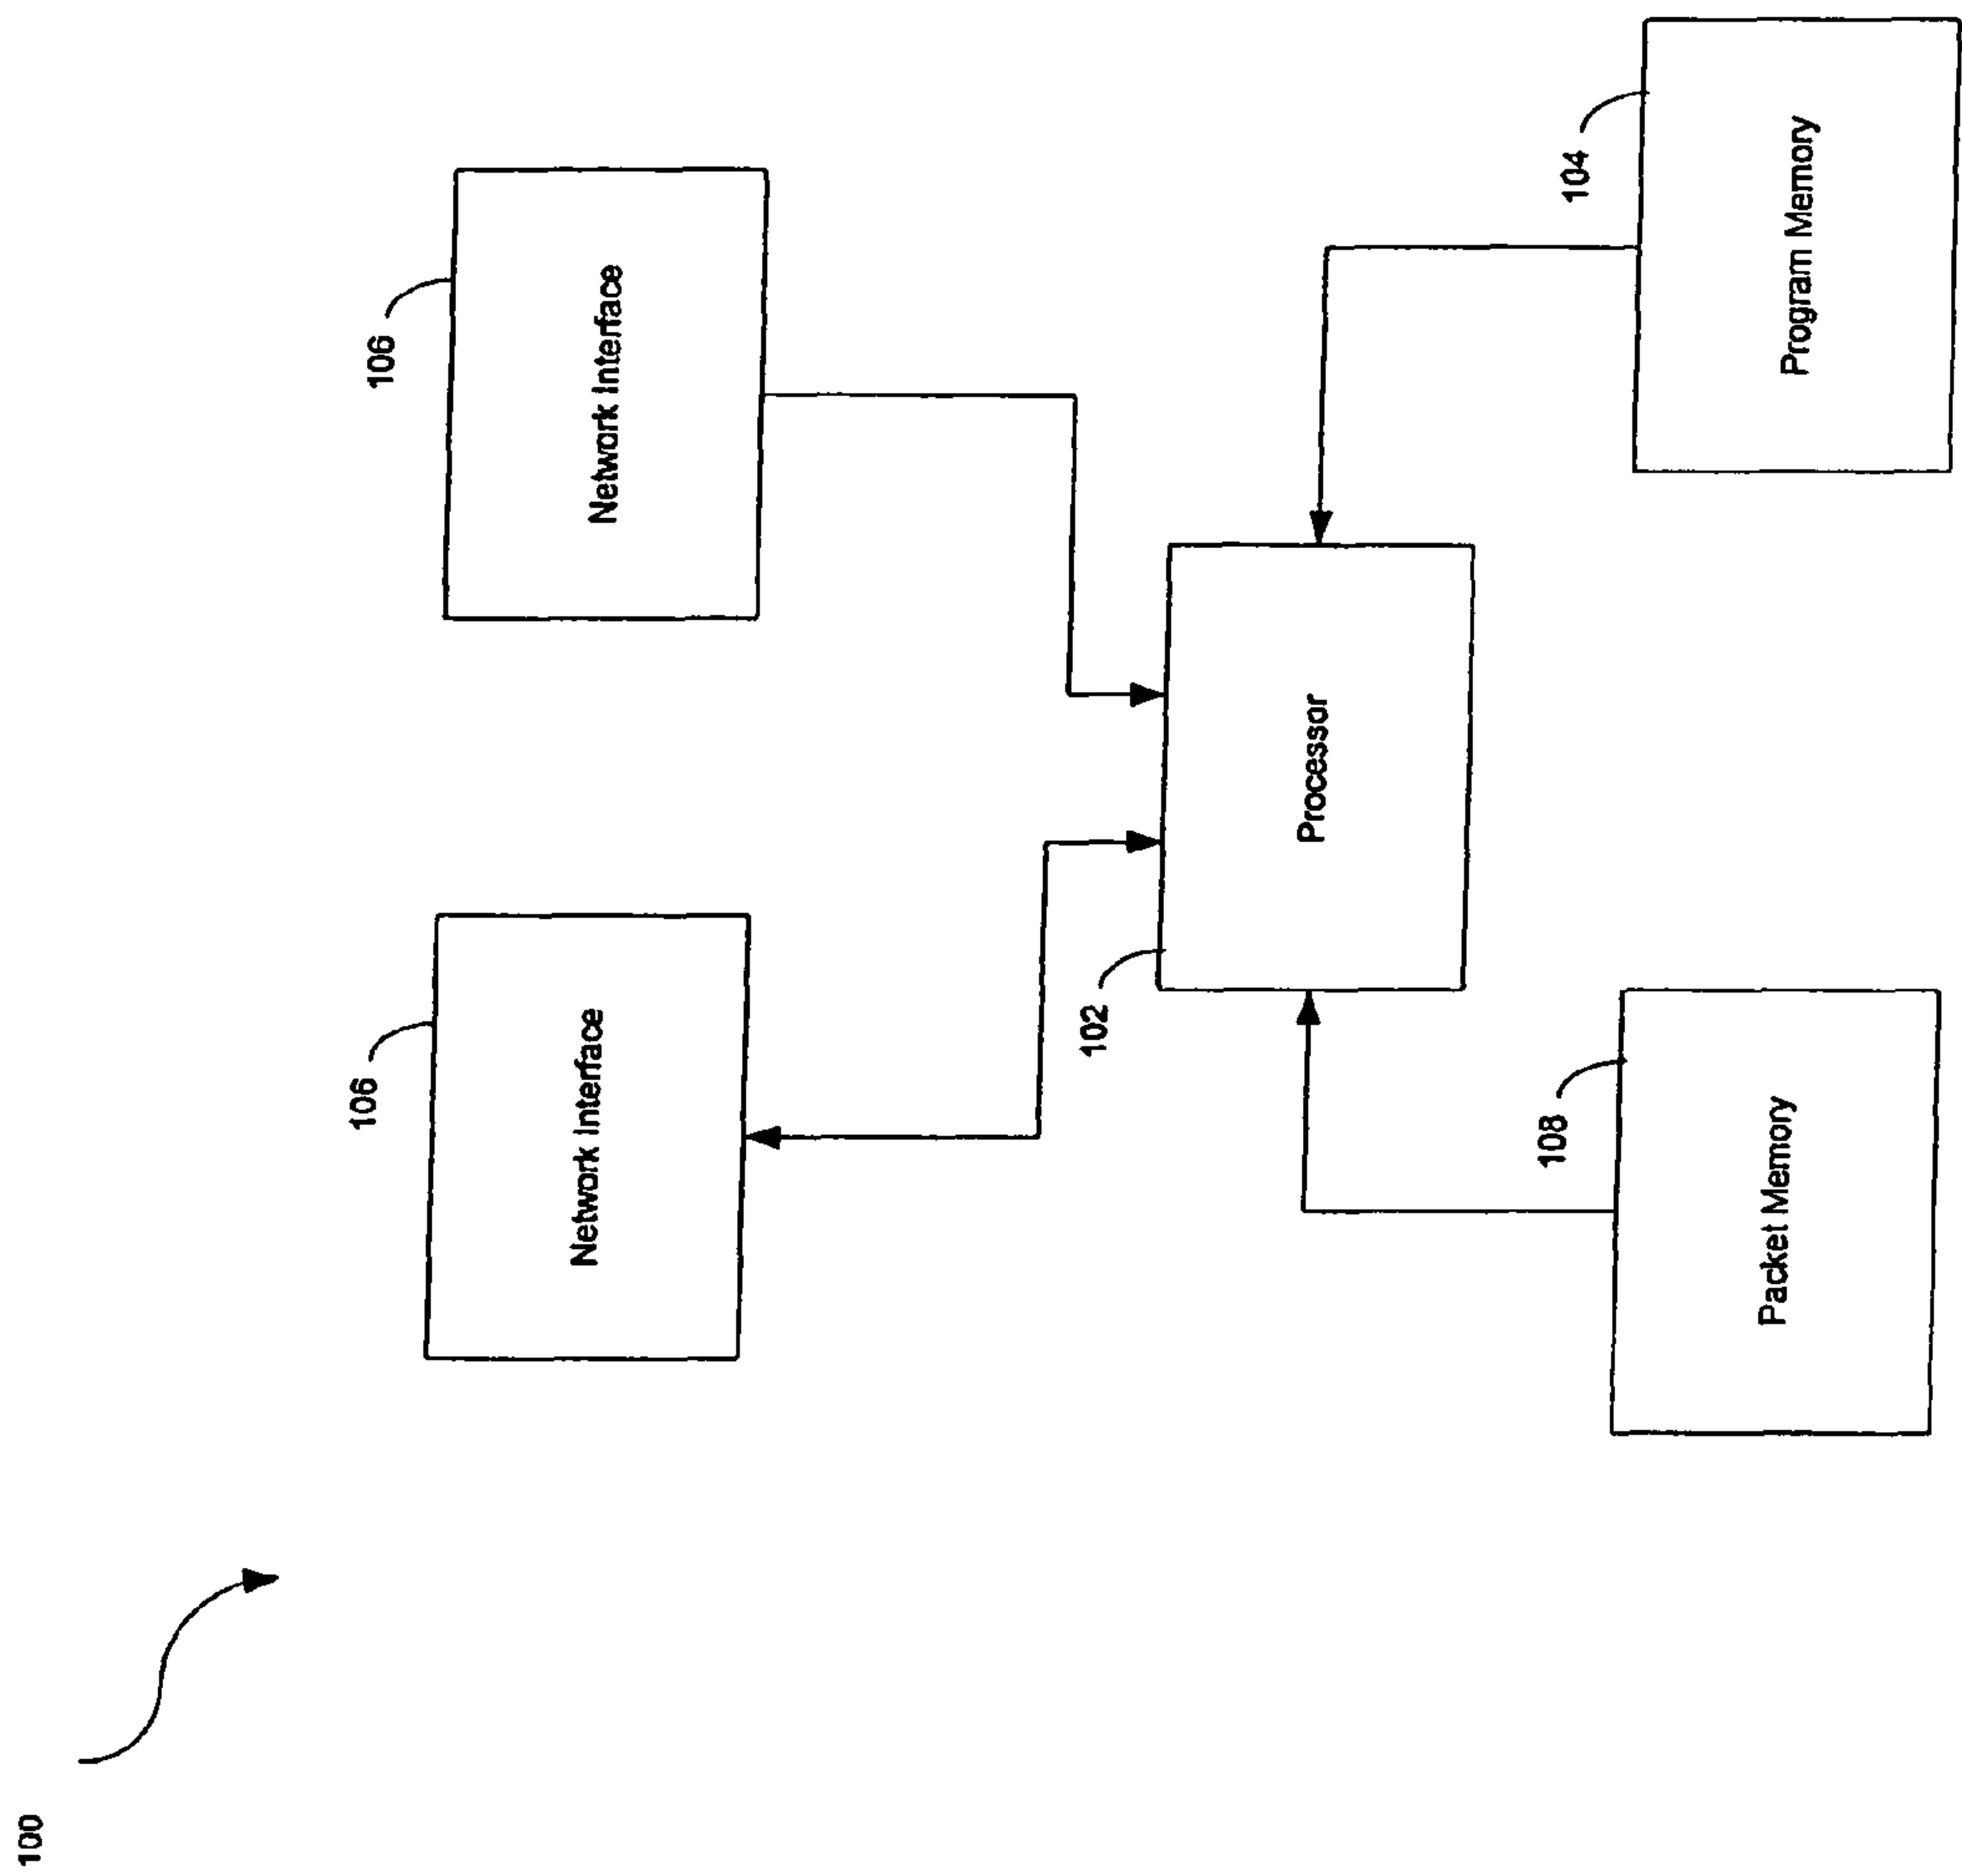 100
106
Network Interface
106
Network Interface
102
Processor
108
Packet Memory
104
Program Memory